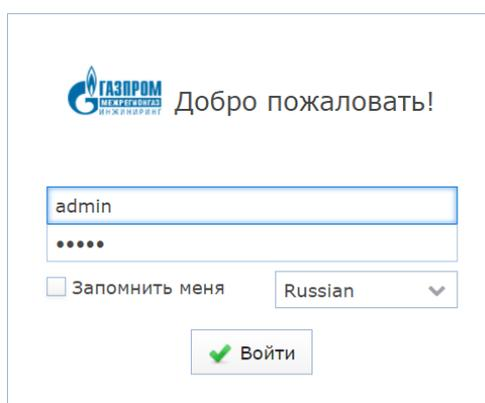 ГАЗПРОМ
МЕЖРЕГИОНГАЗ
ИНЖИНИРИНГ
Добро пожаловать!
admin
•••••
Запомнить меня
Russian
Войти